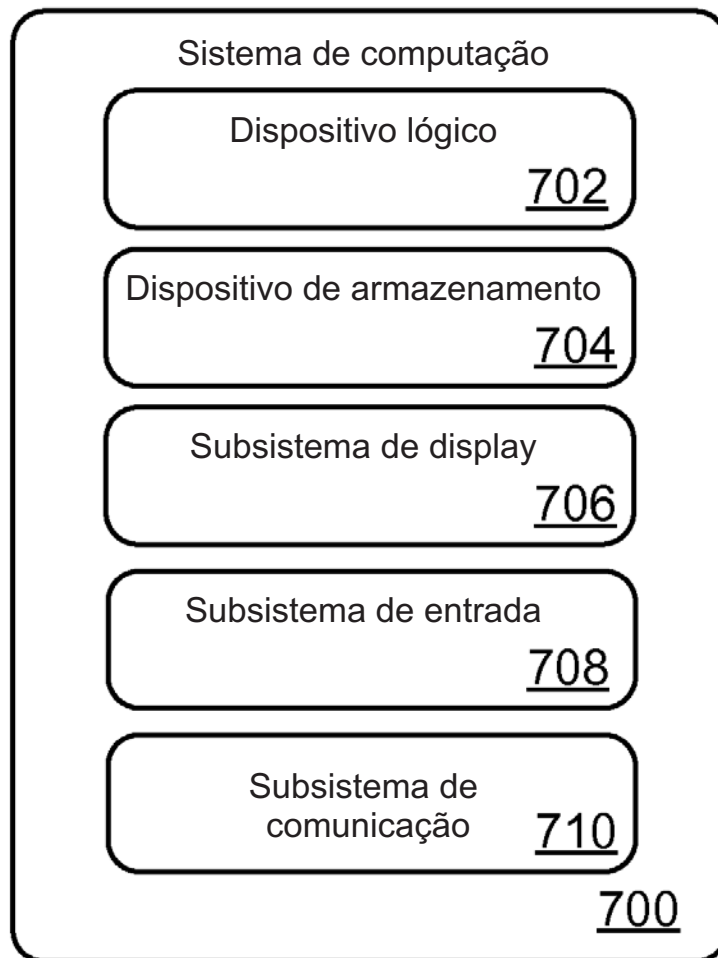 Sistema de computação
Dispositivo lógico
702
Dispositivo de armazenamento
704
Subsistema de display
706
Subsistema de entrada
708
Subsistema de
comunicação
710
700